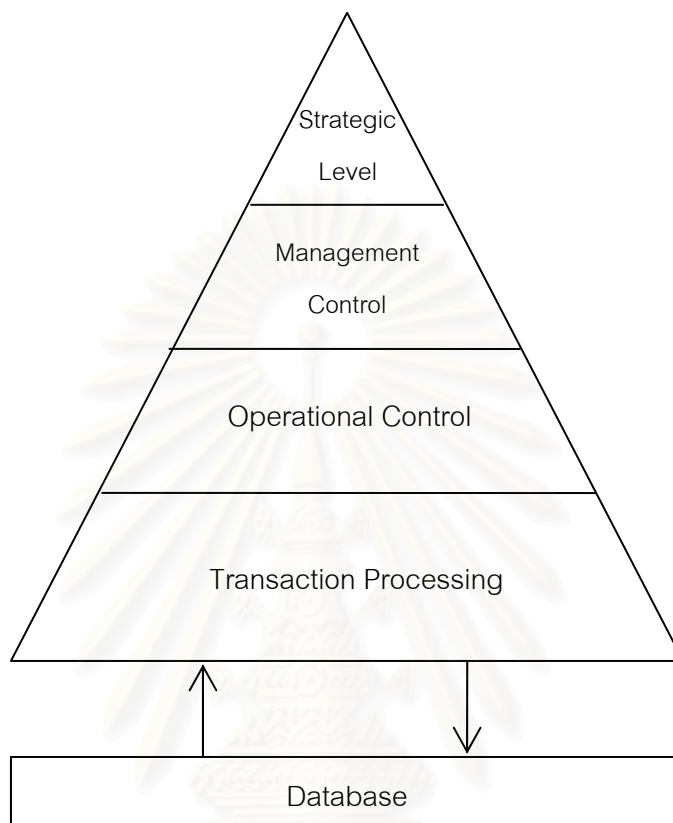 Strategic
Level
Management
Control
Operational Control
Transaction Processing
Database